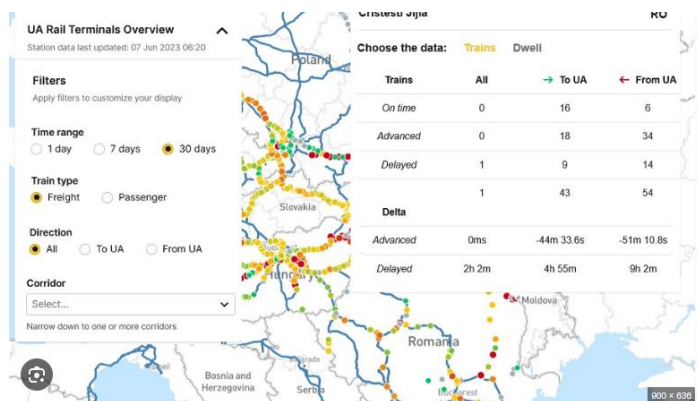 UA Rail Terminals Overview
Station data last updated: 07 Jun 2023 06:20
Filters
Apply filters to customize your display
Time range
1 day 7 days 30 days
Train type
Freight Passenger
Direction
All To UA From UA
Corridor
Select...
Narrow down to one or more corridors
Cristesti Jijia RO
Choose the data: Trains Dwell
Trains All → To UA ← From UA
On time 0 16 6
Advanced 0 18 34
Delayed 1 9 14
1 43 54
Delta
Advanced 0ms -44m 33.6s -51m 10.8s
Delayed 2h 2m 4h 55m 9h 2m
Poland
Slovakia
Hungary
Moldova
Romania
Bosnia and
Herzegovina
Serbia
Bucharest
900 × 636